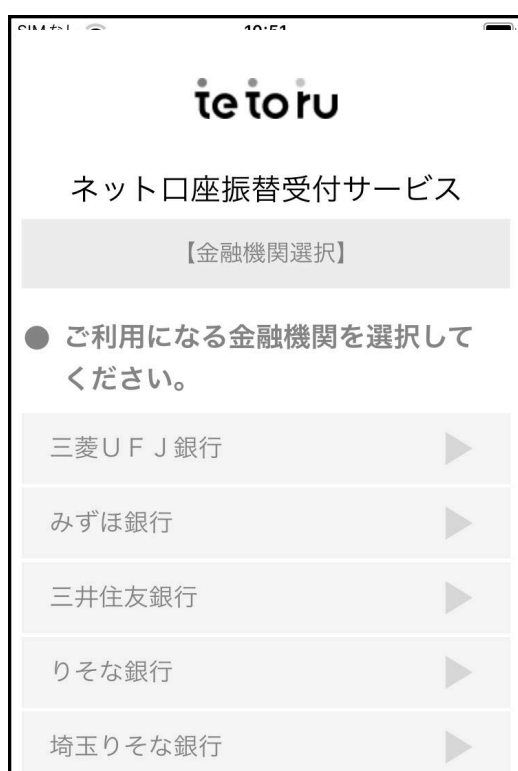 tetoru
ネット口座振替受付サービス
【金融機関選択】
● ご利用になる金融機関を選択して
ください。
三菱ＵＦＪ銀行
みずほ銀行
三井住友銀行
りそな銀行
埼玉りそな銀行